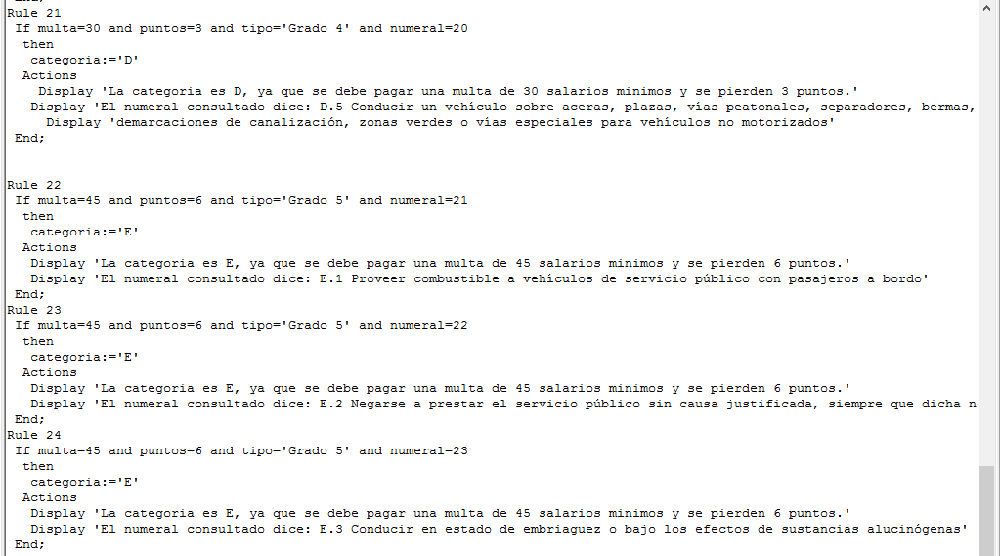 End;
Rule 21
If multa=30 and puntos=3 and tipo='Grado 4' and numeral=20
then
categoria:='D'
Actions
Display 'La categoria es D, ya que se debe pagar una multa de 30 salarios minimos y se pierden 3 puntos.'
Display 'El numeral consultado dice: D.5 Conducir un vehículo sobre aceras, plazas, vías peatonales, separadores, bermas,
Display 'demarcaciones de canalización, zonas verdes o vías especiales para vehículos no motorizados'
End;
Rule 22
If multa=45 and puntos=6 and tipo='Grado 5' and numeral=21
then
categoria:='E'
Actions
Display 'La categoria es E, ya que se debe pagar una multa de 45 salarios minimos y se pierden 6 puntos.'
Display 'El numeral consultado dice: E.1 Proveer combustible a vehículos de servicio público con pasajeros a bordo'
End;
Rule 23
If multa=45 and puntos=6 and tipo='Grado 5' and numeral=22
then
categoria:='E'
Actions
Display 'La categoria es E, ya que se debe pagar una multa de 45 salarios minimos y se pierden 6 puntos.'
Display 'El numeral consultado dice: E.2 Negarse a prestar el servicio público sin causa justificada, siempre que dicha n
End;
Rule 24
If multa=45 and puntos=6 and tipo='Grado 5' and numeral=23
then
categoria:='E'
Actions
Display 'La categoria es E, ya que se debe pagar una multa de 45 salarios minimos y se pierden 6 puntos.'
Display 'El numeral consultado dice: E.3 Conducir en estado de embriaguez o bajo los efectos de sustancias alucinógenas'
End;